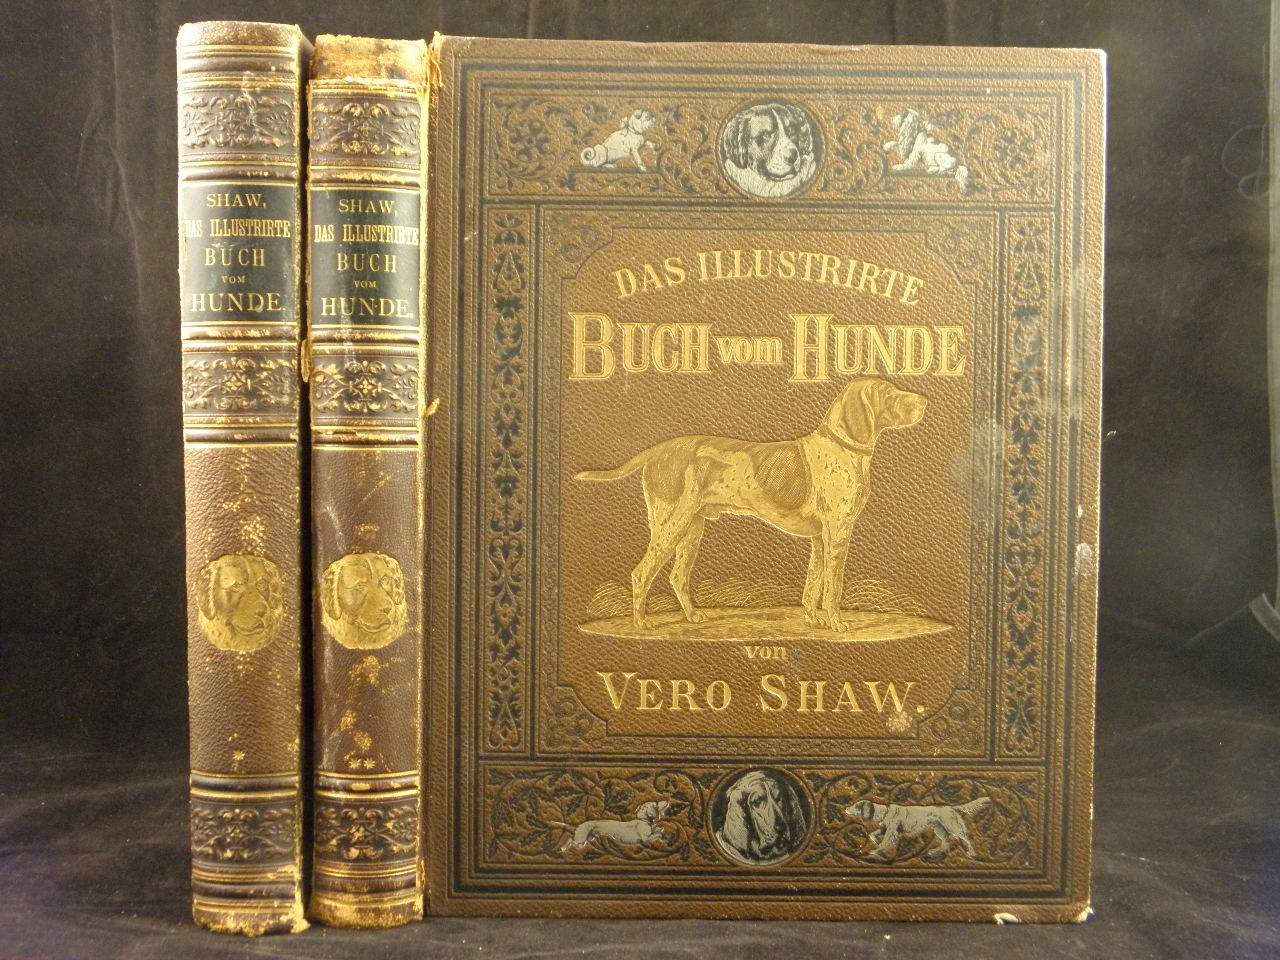 SHAW,
DAS ILLUSTRIRTE
BUCH
VOM
HUNDE.
*
SHAW,
DAS ILLUSTRIRTE
BUCH
VOM
HUNDE.
**
DAS ILLUSTRIRTE
BUCH vom HUNDE
von
VERO SHAW.